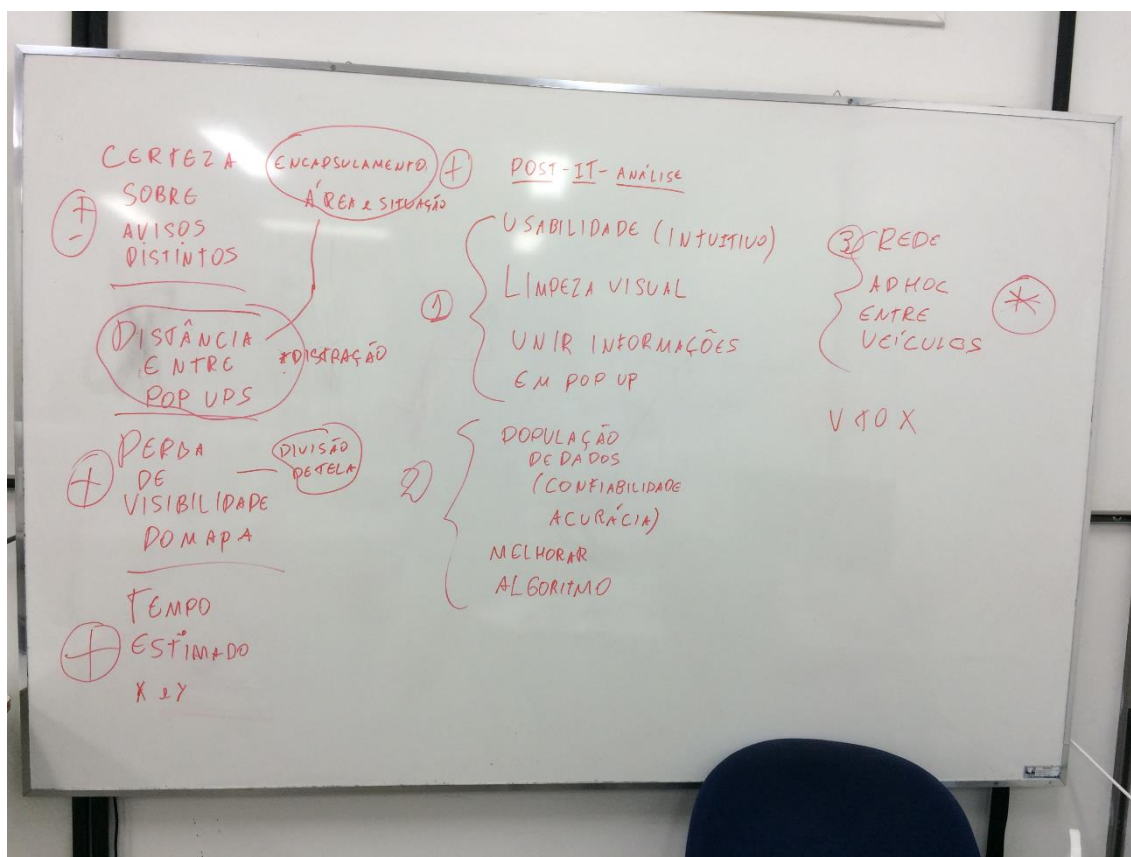 CERTEZA
SOBRE
AVISOS
DISTINTOS
+
-
ENCAPSULAMENTO
ÁREA e SITUAÇÃO
+
DISTÂNCIA
ENTRE
POP UPS
*DISTRAÇÃO
+
PERDA
DE
VISIBILIDADE
DO MAPA
DIVISÃO
DE TELA
+
TEMPO
ESTIMADO
X e Y
POST-IT-ANÁLISE
1
USABILIDADE (INTUITIVO)
LIMPEZA VISUAL
UNIR INFORMAÇÕES
EM POP UP
2
POPULAÇÃO
DE DADOS
(CONFIABILIDADE
ACURÁCIA)
MELHORAR
ALGORITMO
3 REDE
ADHOC
ENTRE
VEÍCULOS
*
V TO X